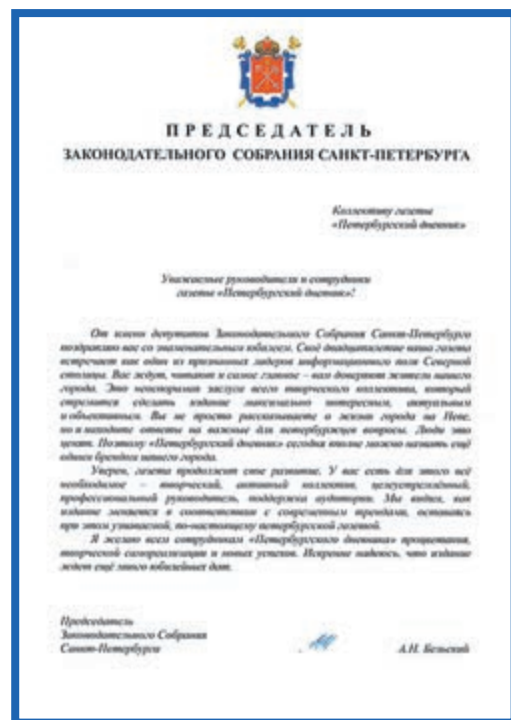 ПРЕДСЕДАТЕЛЬ
ЗАКОНОДАТЕЛЬНОГО СОБРАНИЯ САНКТ-ПЕТЕРБУРГА
Коллективу газеты
«Петербургский дневник»
Уважаемые руководители и сотрудники
газеты «Петербургский дневник»!
От имени депутатов Законодательного Собрания Санкт-Петербурга
поздравляю вас со знаменательным юбилеем. Своё двадцатилетие ваша газета
встречает как один из признанных лидеров информационного поля Северной
столицы. Вас ждут, читают и самое главное – вам доверяют жители нашего
города. Это неоспоримая заслуга всего творческого коллектива, который
стремится сделать издание максимально интересным, актуальным
и объективным. Вы не просто рассказываете о жизни города на Неве,
но и находите ответы на важные для петербуржцев вопросы. Люди это
ценят. Поэтому «Петербургский дневник» сегодня вполне можно назвать ещё
одним брендом нашего города.
Уверен, газета продолжит свое развитие. У вас есть для этого всё
необходимое – творческий, активный коллектив, целеустремлённый,
профессиональный руководитель, поддержка аудитории. Мы видим, как
издание меняется в соответствии с современным трендами, оставаясь
при этом узнаваемой, по-настоящему петербургской газетой.
Я желаю всем сотрудникам «Петербургского дневника» процветания,
творческой самореализации и новых успехов. Искренне надеюсь, что издание
ждет ещё много юбилейных дат.
Председатель
Законодательного Собрания
Санкт-Петербурга
А.Н. Бельский